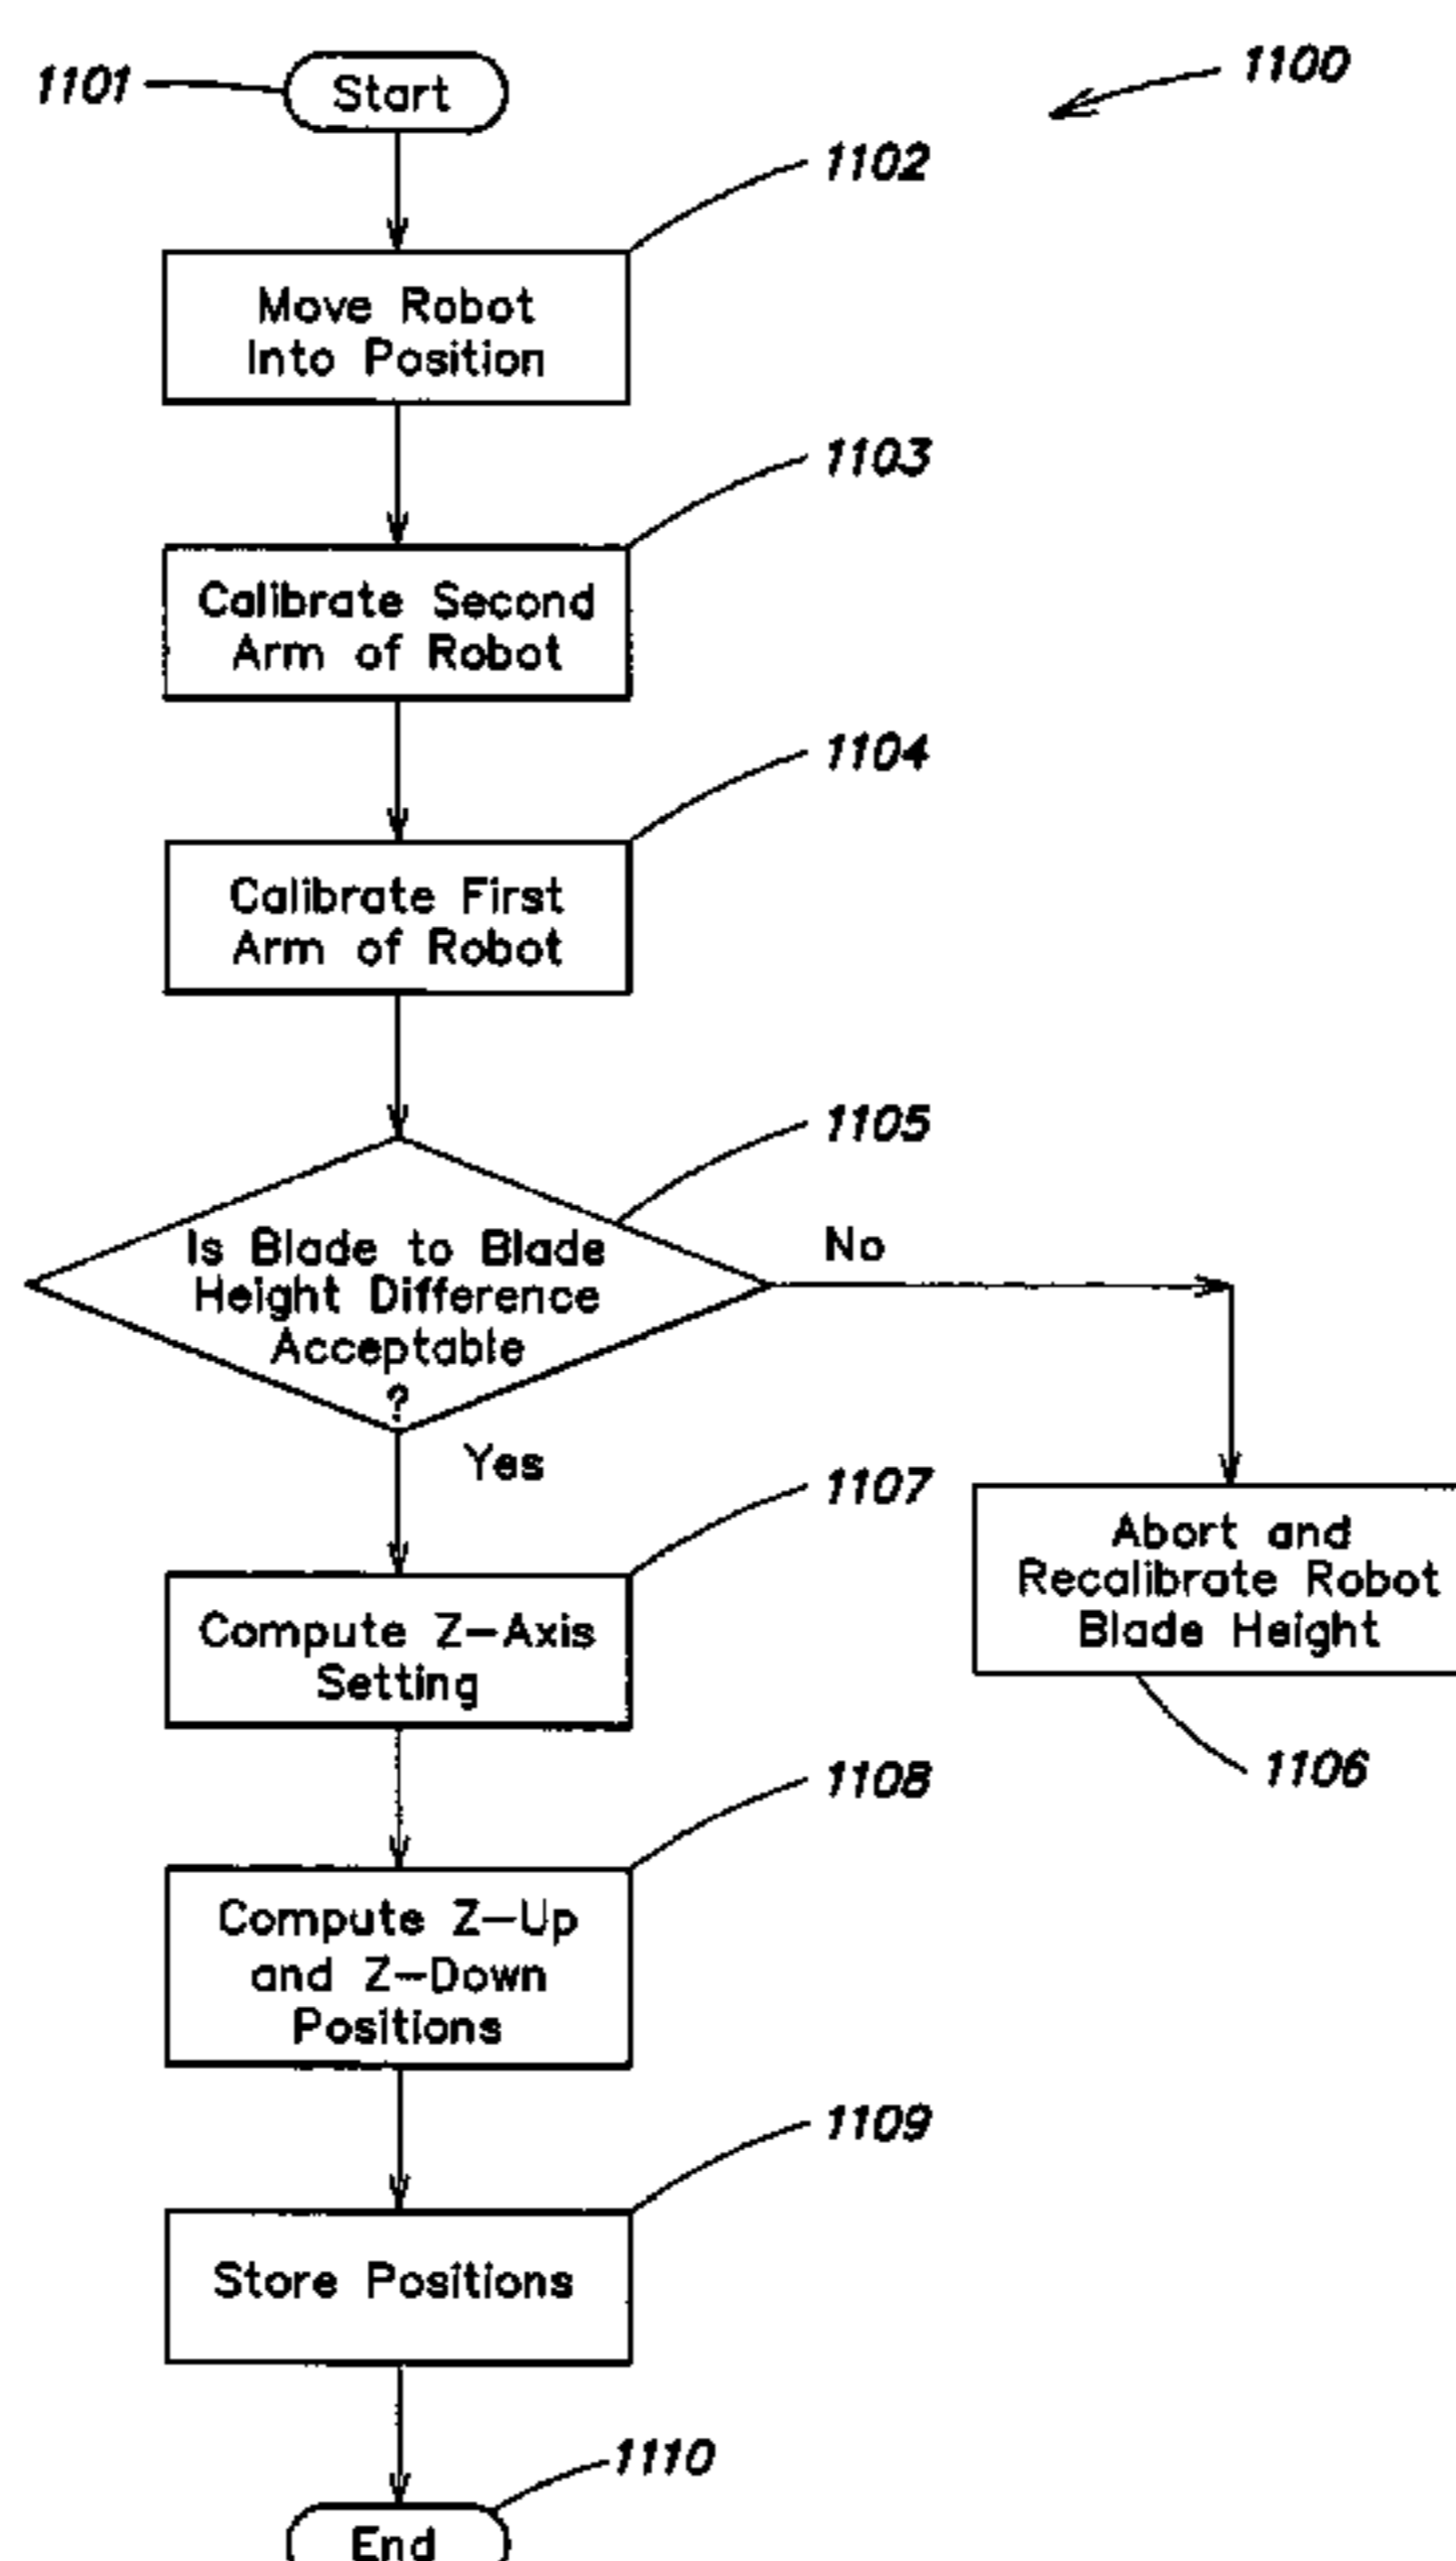 1101
Start
1100
1102
Move Robot
Into Position
1103
Calibrate Second
Arm of Robot
1104
Calibrate First
Arm of Robot
1105
Is Blade to Blade
Height Difference
Acceptable
?
No
Yes
1107
Compute Z-Axis
Setting
Abort and
Recalibrate Robot
Blade Height
1106
1108
Compute Z-Up
and Z-Down
Positions
1109
Store Positions
1110
End